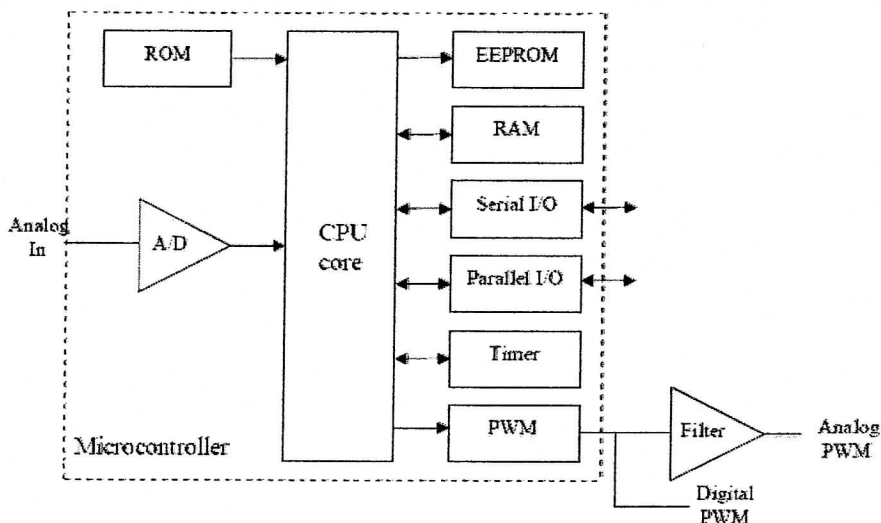 ROM
EEPROM
RAM
Analog
In
A/D
CPU
core
Serial I/O
Parallel I/O
Timer
PWM
Microcontroller
Filter
Analog
PWM
Digital
PWM